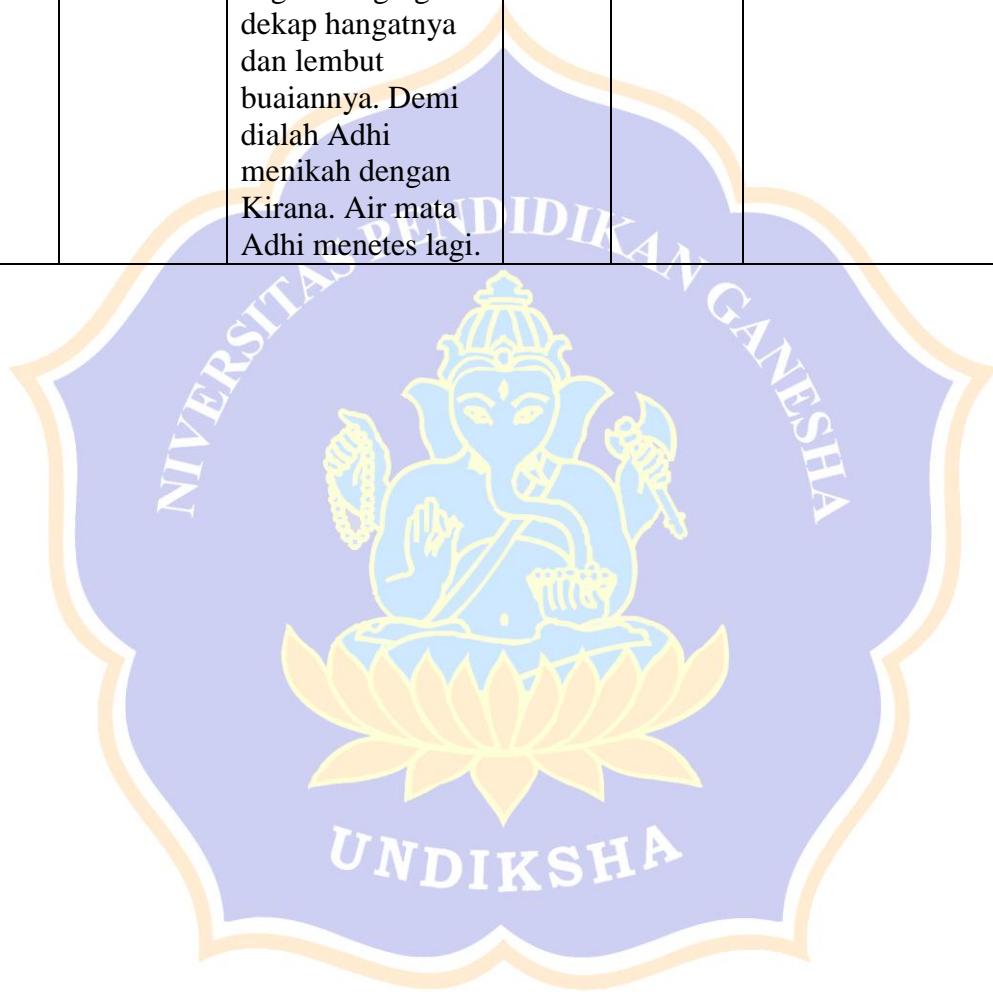 dekap hangatnya
dan lembut
buaiannya. Demi
dialah Adhi
menikah dengan
Kirana. Air mata
Adhi menetes lagi.
NIVERSITAS PENDIDIKAN GANESHA
UNDIKSHA